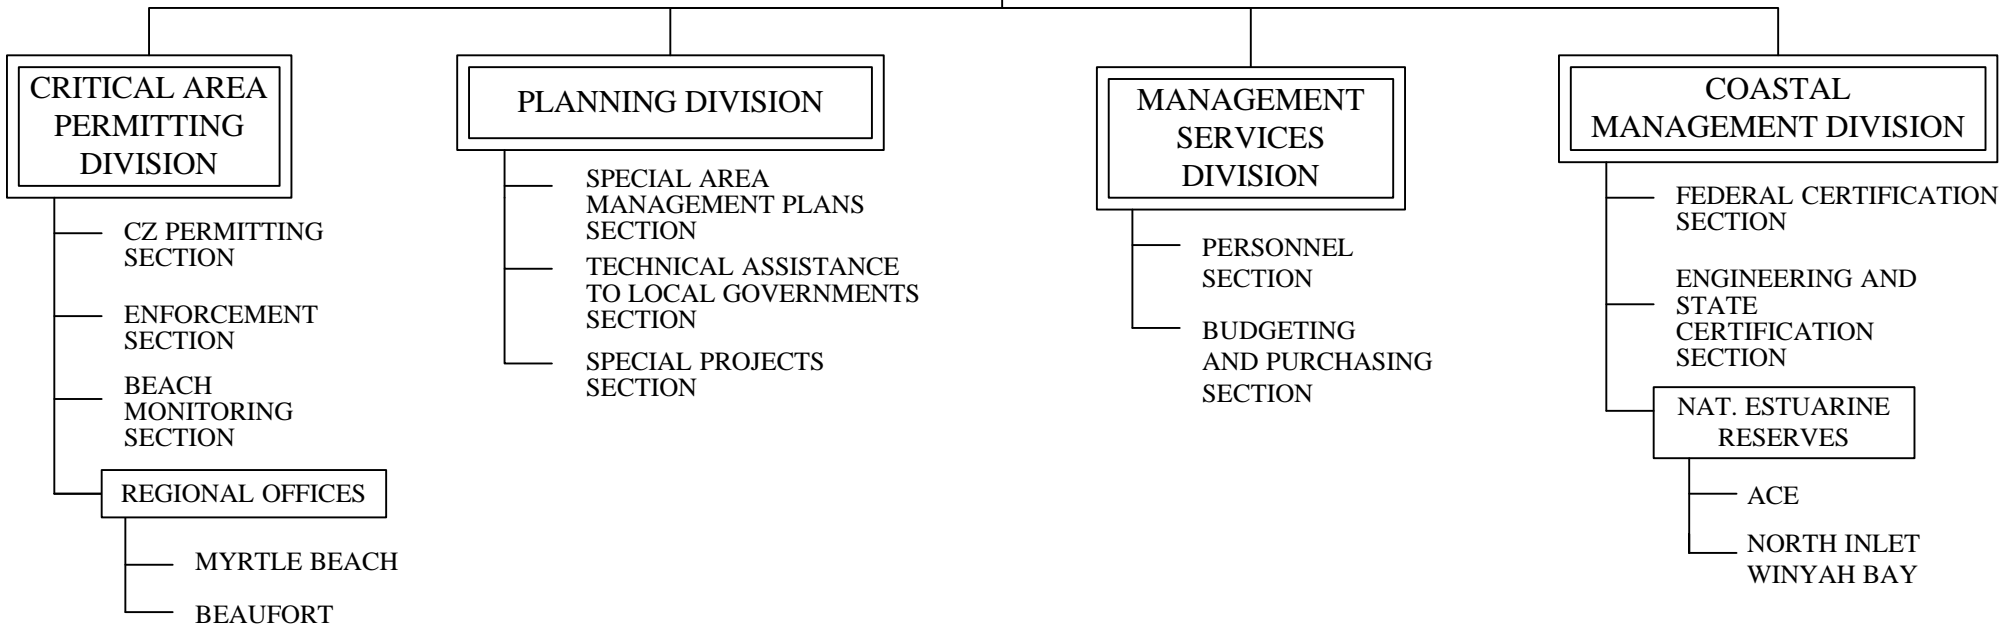 CRITICAL AREA
PERMITTING
DIVISION
CZ PERMITTING
SECTION
ENFORCEMENT
SECTION
BEACH
MONITORING
SECTION
REGIONAL OFFICES
MYRTLE BEACH
BEAUFORT
PLANNING DIVISION
SPECIAL AREA
MANAGEMENT PLANS
SECTION
TECHNICAL ASSISTANCE
TO LOCAL GOVERNMENTS
SECTION
SPECIAL PROJECTS
SECTION
MANAGEMENT
SERVICES
DIVISION
PERSONNEL
SECTION
BUDGETING
AND PURCHASING
SECTION
COASTAL
MANAGEMENT DIVISION
FEDERAL CERTIFICATION
SECTION
ENGINEERING AND
STATE
CERTIFICATION
SECTION
NAT. ESTUARINE
RESERVES
ACE
NORTH INLET
WINYAH BAY